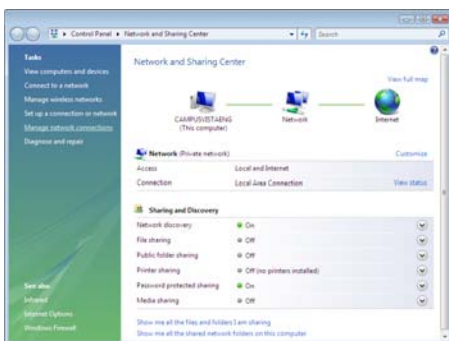 Control Panel ▸ Network and Sharing Center
Search
Tasks
View computers and devices
Connect to a network
Manage wireless networks
Set up a connection or network
Manage network connections
Diagnose and repair
See also
Infrared
Internet Options
Windows Firewall
Network and Sharing Center
View full map
CAMPUSVISTAENG
(This computer)
Network
Internet
Network (Private network)
Customize
Access Local and Internet
Connection Local Area Connection View status
Sharing and Discovery
Network discovery On
File sharing Off
Public folder sharing Off
Printer sharing Off (no printers installed)
Password protected sharing On
Media sharing Off
Show me all the files and folders I am sharing
Show me all the shared network folders on this computer